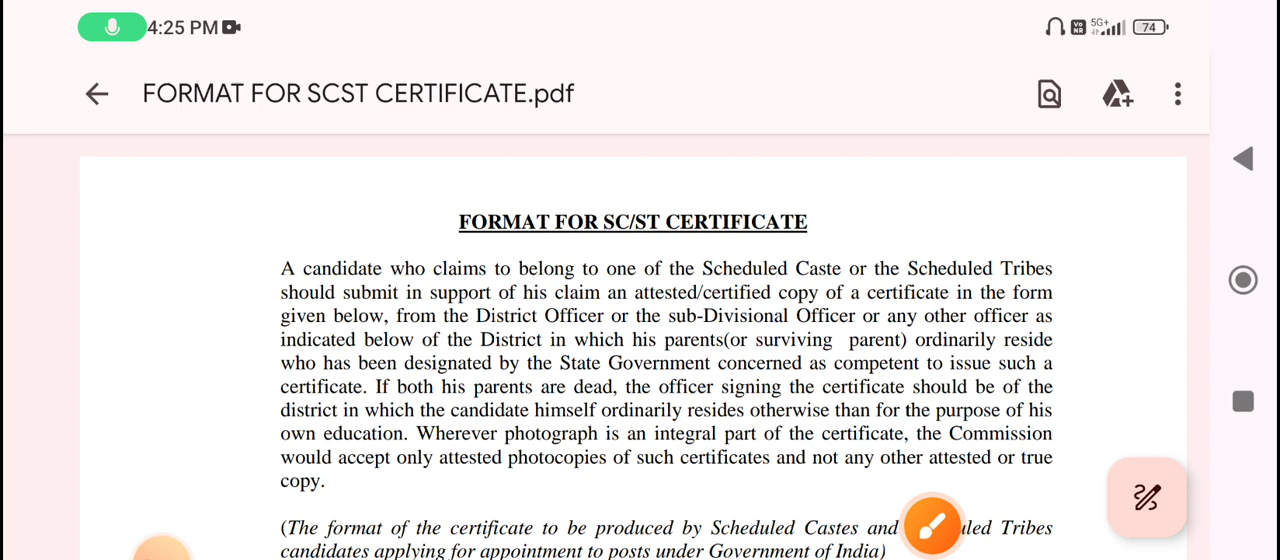 4:25 PM
VO NR 5G+ 74
FORMAT FOR SCST CERTIFICATE.pdf
FORMAT FOR SC/ST CERTIFICATE
A candidate who claims to belong to one of the Scheduled Caste or the Scheduled Tribes
should submit in support of his claim an attested/certified copy of a certificate in the form
given below, from the District Officer or the sub-Divisional Officer or any other officer as
indicated below of the District in which his parents(or surviving parent) ordinarily reside
who has been designated by the State Government concerned as competent to issue such a
certificate. If both his parents are dead, the officer signing the certificate should be of the
district in which the candidate himself ordinarily resides otherwise than for the purpose of his
own education. Wherever photograph is an integral part of the certificate, the Commission
would accept only attested photocopies of such certificates and not any other attested or true
copy.
(The format of the certificate to be produced by Scheduled Castes and Tribes
candidates applying for appointment to posts under Government of India)